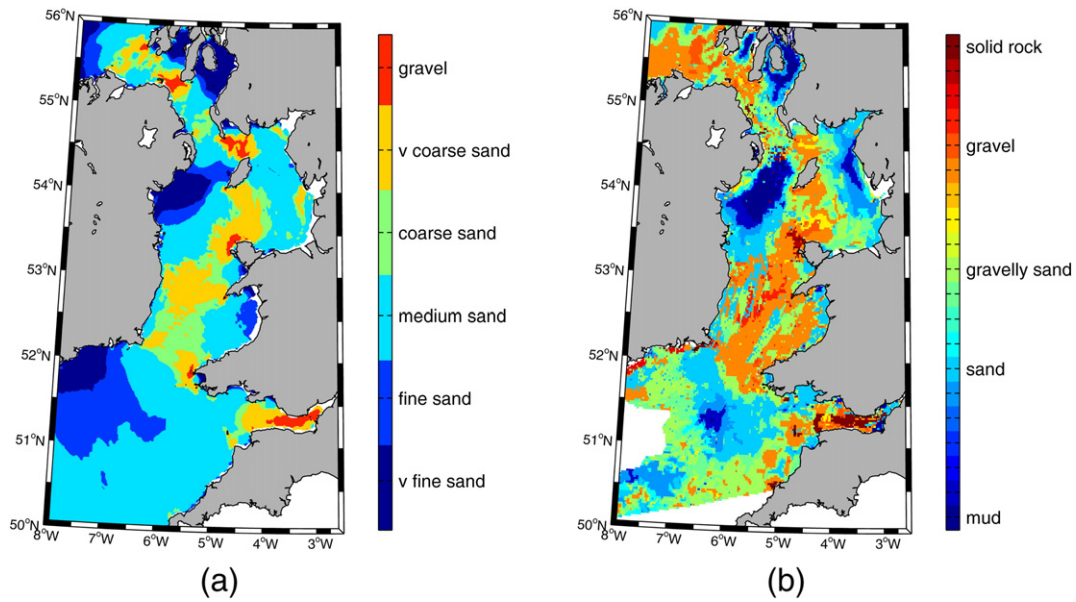 56°N
55°N
54°N
53°N
52°N
51°N
50°N
8°W
7°W
6°W
5°W
4°W
3°W
gravel
v coarse sand
coarse sand
medium sand
fine sand
v fine sand
(a)
56°N
55°N
54°N
53°N
52°N
51°N
50°N
8°W
7°W
6°W
5°W
4°W
3°W
solid rock
gravel
gravelly sand
sand
mud
(b)